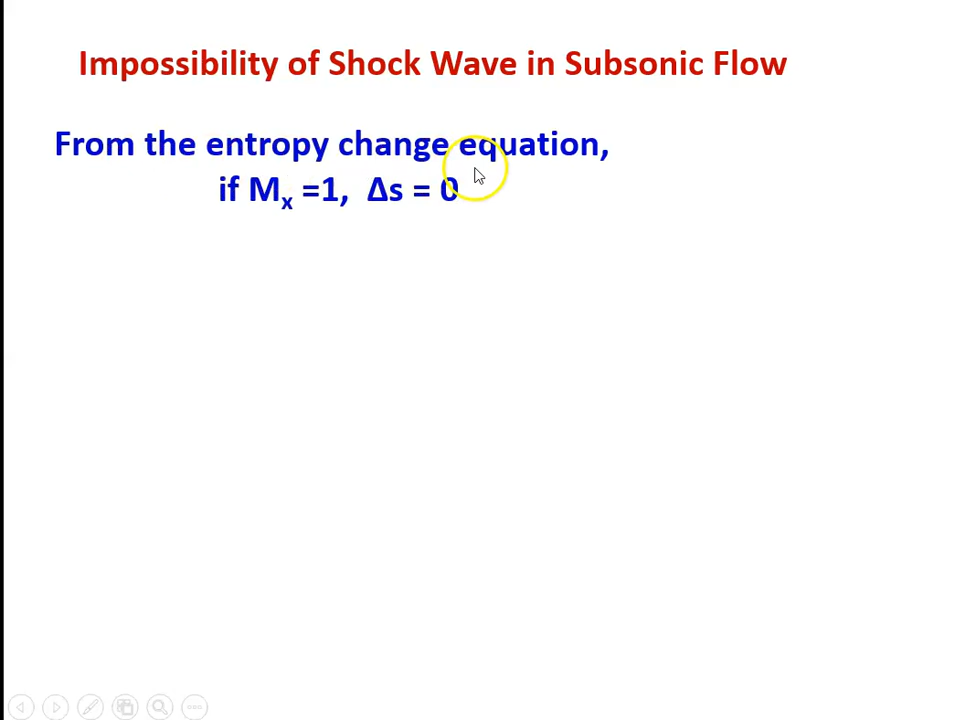 Impossibility of Shock Wave in Subsonic Flow
From the entropy change equation,
if Mₓ =1, Δs = 0